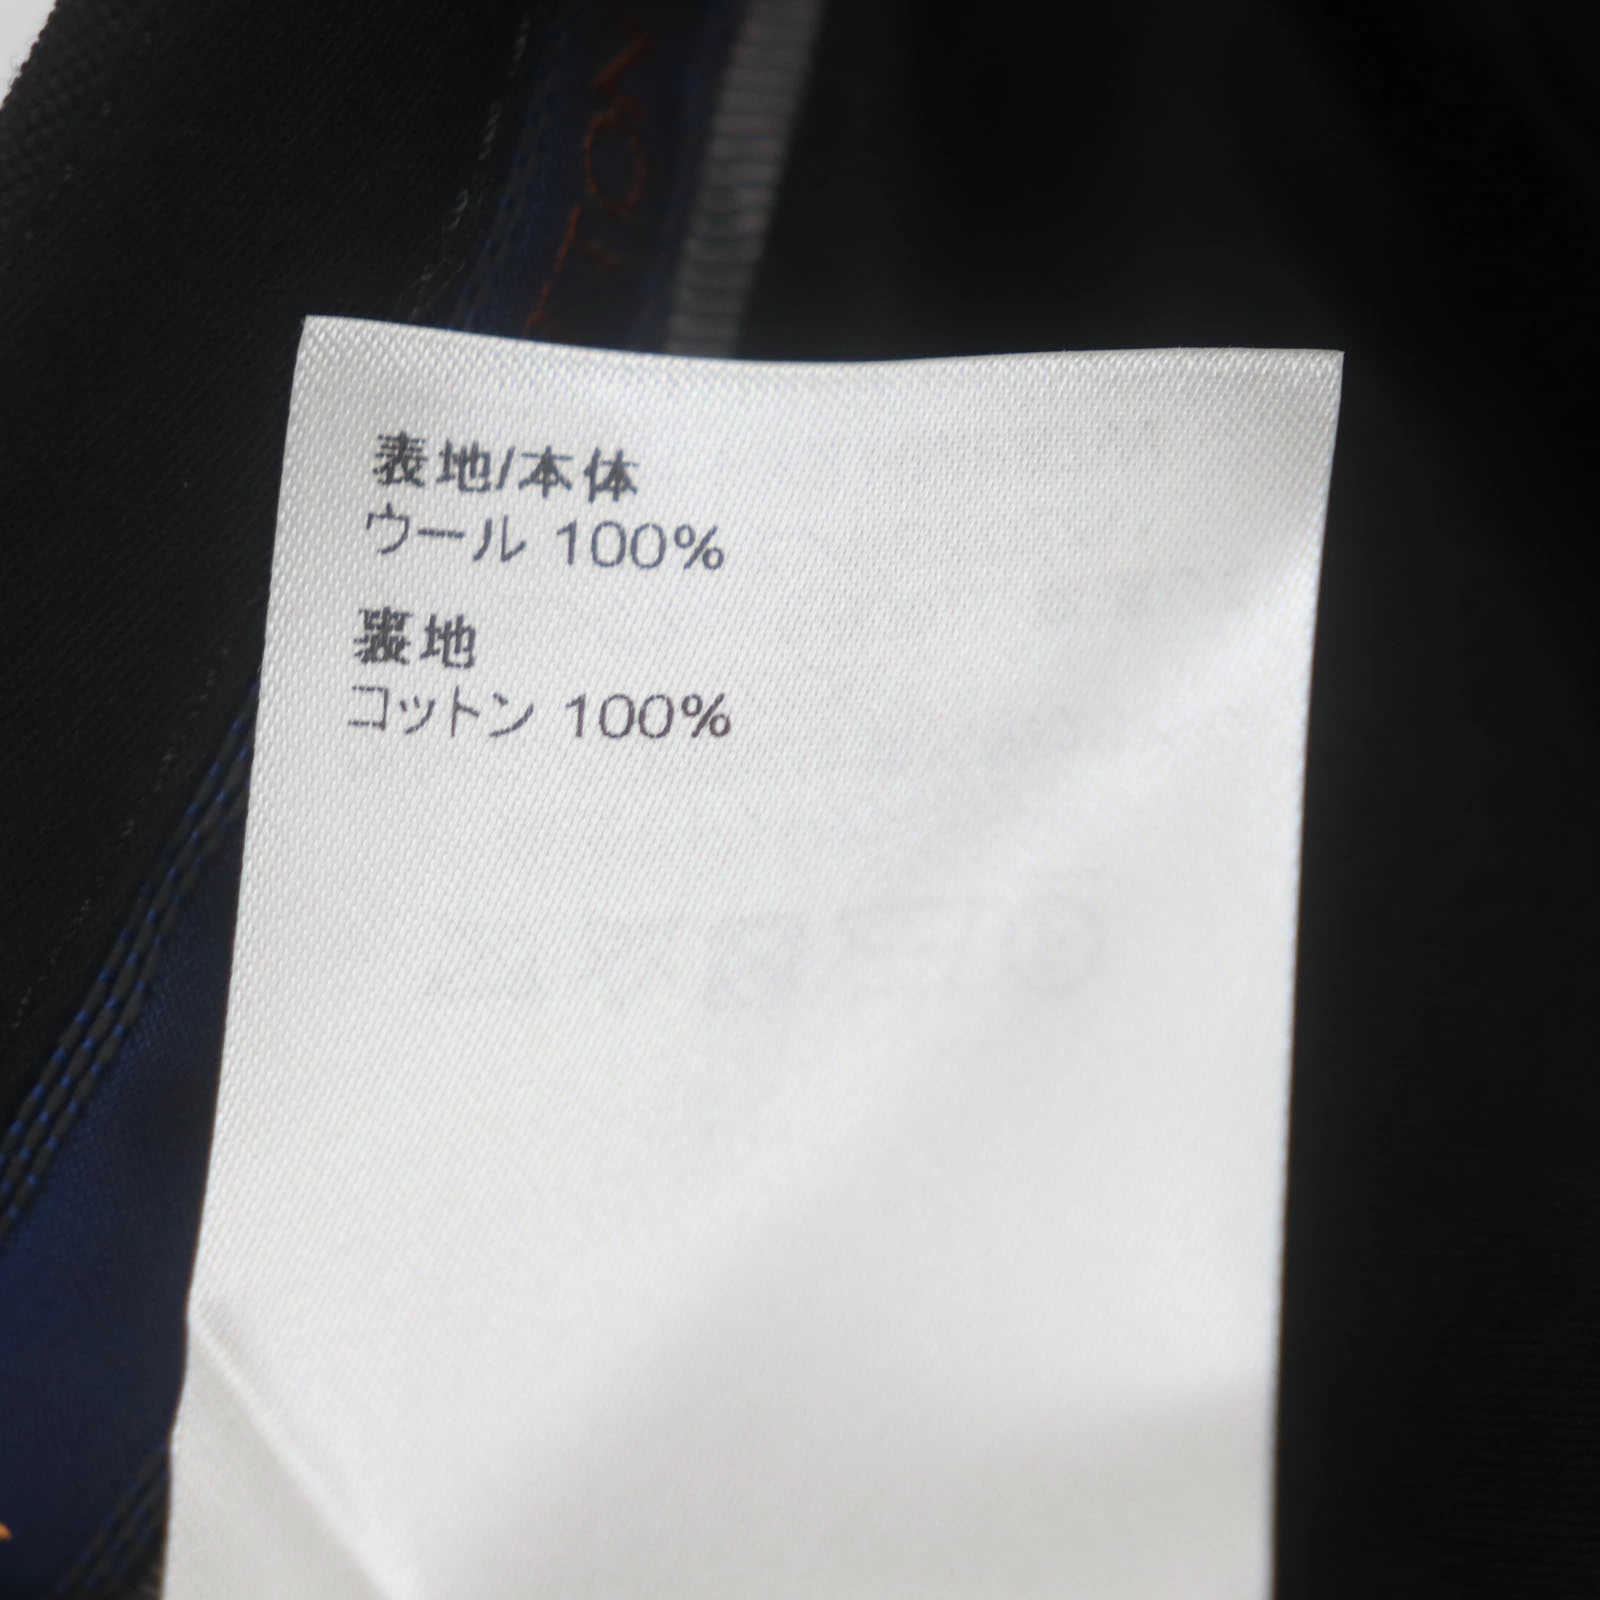 表地/本体
ウール 100%
裏地
コットン 100%